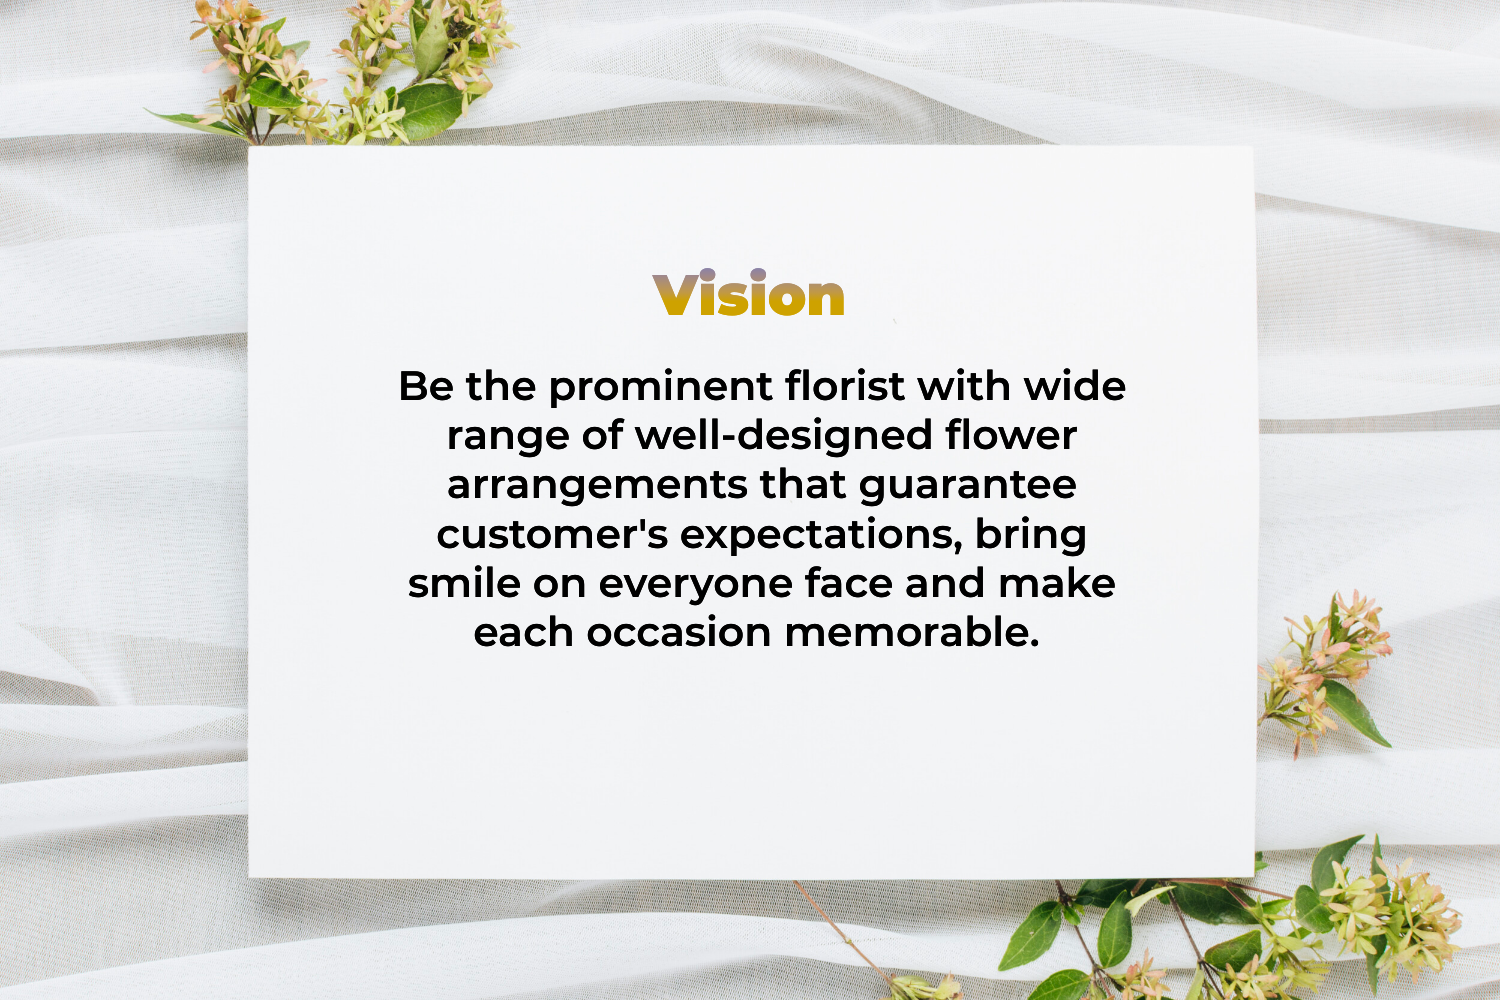 Vision
Be the prominent florist with wide
range of well-designed flower
arrangements that guarantee
customer's expectations, bring
smile on everyone face and make
each occasion memorable.